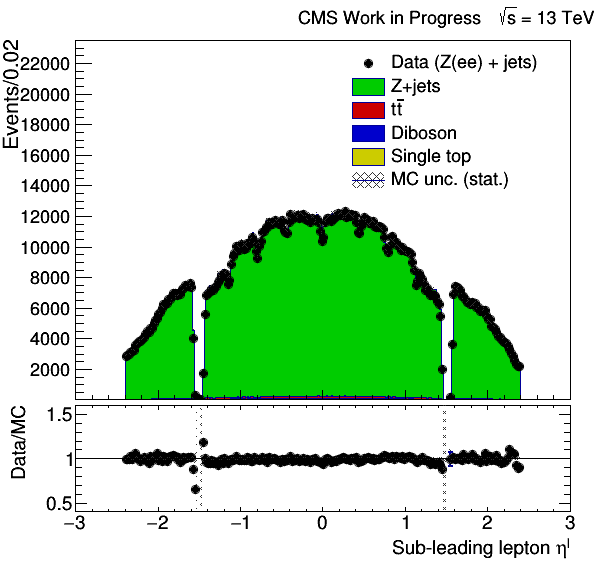 CMS Work in Progress √s = 13 TeV
Events/0.02
22000
20000
18000
16000
14000
12000
10000
8000
6000
4000
2000
Data (Z(ee) + jets)
Z+jets
tt̅
Diboson
Single top
MC unc. (stat.)
Data/MC
1.5
1
0.5
−3 −2 −1 0 1 2 3
Sub-leading lepton ηˡ